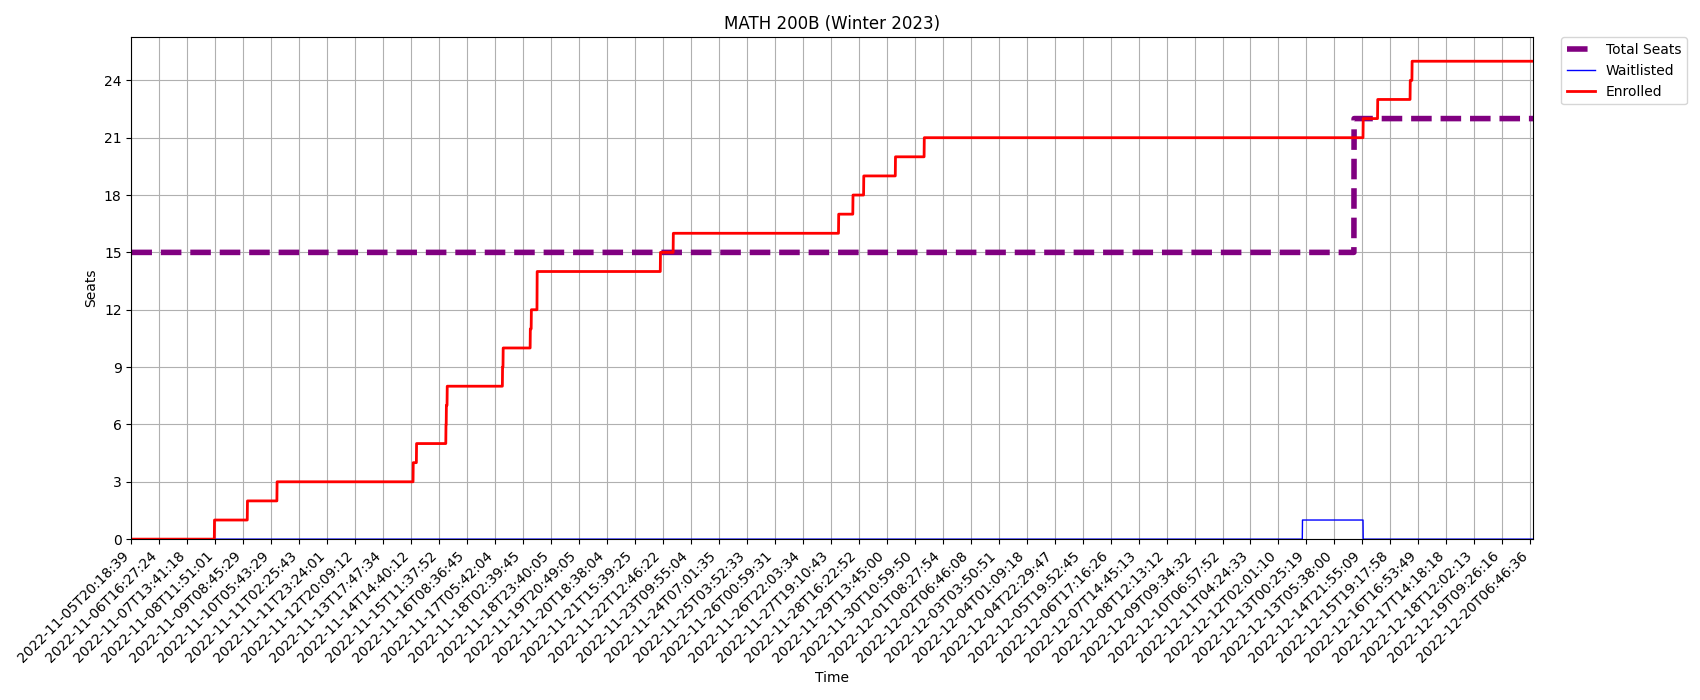 MATH 200B (Winter 2023)
Total Seats
Waitlisted
Enrolled
Seats
24
21
18
15
12
9
6
3
0
2022-11-05T20:18:39
2022-11-06T16:27:24
2022-11-07T13:41:18
2022-11-08T11:51:01
2022-11-09T08:45:29
2022-11-10T05:43:29
2022-11-11T02:25:43
2022-11-11T23:24:01
2022-11-12T20:09:12
2022-11-13T17:47:34
2022-11-14T14:40:12
2022-11-15T11:37:52
2022-11-16T08:36:45
2022-11-17T05:42:04
2022-11-18T02:39:45
2022-11-18T23:40:05
2022-11-19T20:49:05
2022-11-20T18:38:04
2022-11-21T15:39:25
2022-11-22T12:46:22
2022-11-23T09:55:04
2022-11-24T07:01:35
2022-11-25T03:52:33
2022-11-26T00:59:31
2022-11-26T22:03:34
2022-11-27T19:10:43
2022-11-28T16:22:52
2022-11-29T13:45:00
2022-11-30T10:59:50
2022-12-01T08:27:54
2022-12-02T06:46:08
2022-12-03T03:50:51
2022-12-04T01:09:18
2022-12-04T22:29:47
2022-12-05T19:52:45
2022-12-06T17:16:26
2022-12-07T14:45:13
2022-12-08T12:13:12
2022-12-09T09:34:32
2022-12-10T06:57:52
2022-12-11T04:24:33
2022-12-12T02:01:10
2022-12-13T00:25:19
2022-12-13T05:38:00
2022-12-14T21:55:09
2022-12-15T19:17:58
2022-12-16T16:53:49
2022-12-17T14:18:18
2022-12-18T12:02:13
2022-12-19T09:26:16
2022-12-20T06:46:36
Time